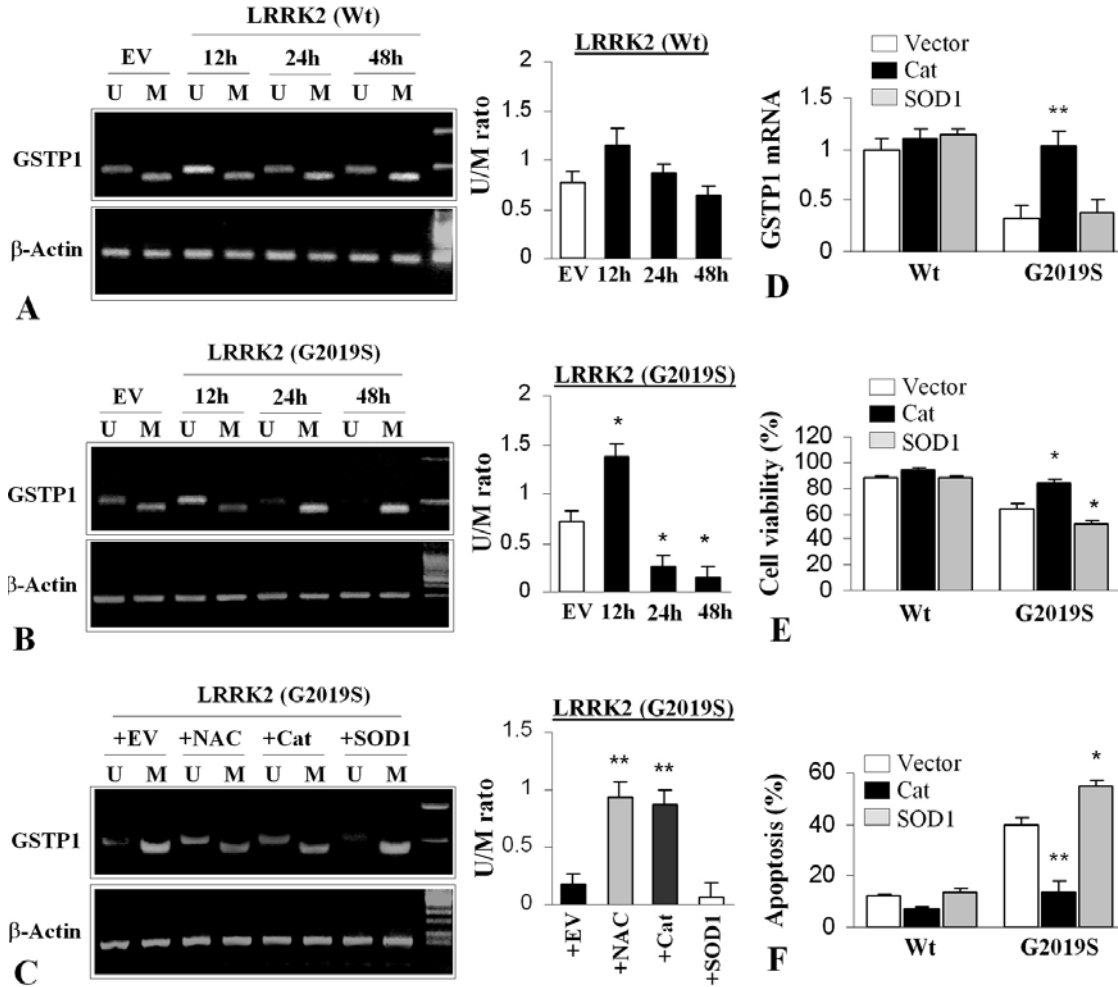 LRRK2 (Wt)
EV 12h 24h 48h
U M U M U M U M
GSTP1
β-Actin
A
LRRK2 (Wt)
U/M rato
2
1.5
1
0.5
0
EV 12h 24h 48h
Vector
Cat
SOD1
GSTP1 mRNA
1.5
1
0.5
0
**
Wt G2019S
D
LRRK2 (G2019S)
EV 12h 24h 48h
U M U M U M U M
GSTP1
β-Actin
B
LRRK2 (G2019S)
U/M rato
2
1.5
1
0.5
0
* * *
EV 12h 24h 48h
Vector
Cat
SOD1
Cell viability (%)
120
100
80
60
40
20
0
* *
Wt G2019S
E
LRRK2 (G2019S)
+EV +NAC +Cat +SOD1
U M U M U M U M
GSTP1
β-Actin
C
LRRK2 (G2019S)
U/M rato
1.5
1
0.5
0
** **
+EV +NAC +Cat +SOD1
Vector
Cat
SOD1
Apoptosis (%)
60
40
20
0
** *
Wt G2019S
F